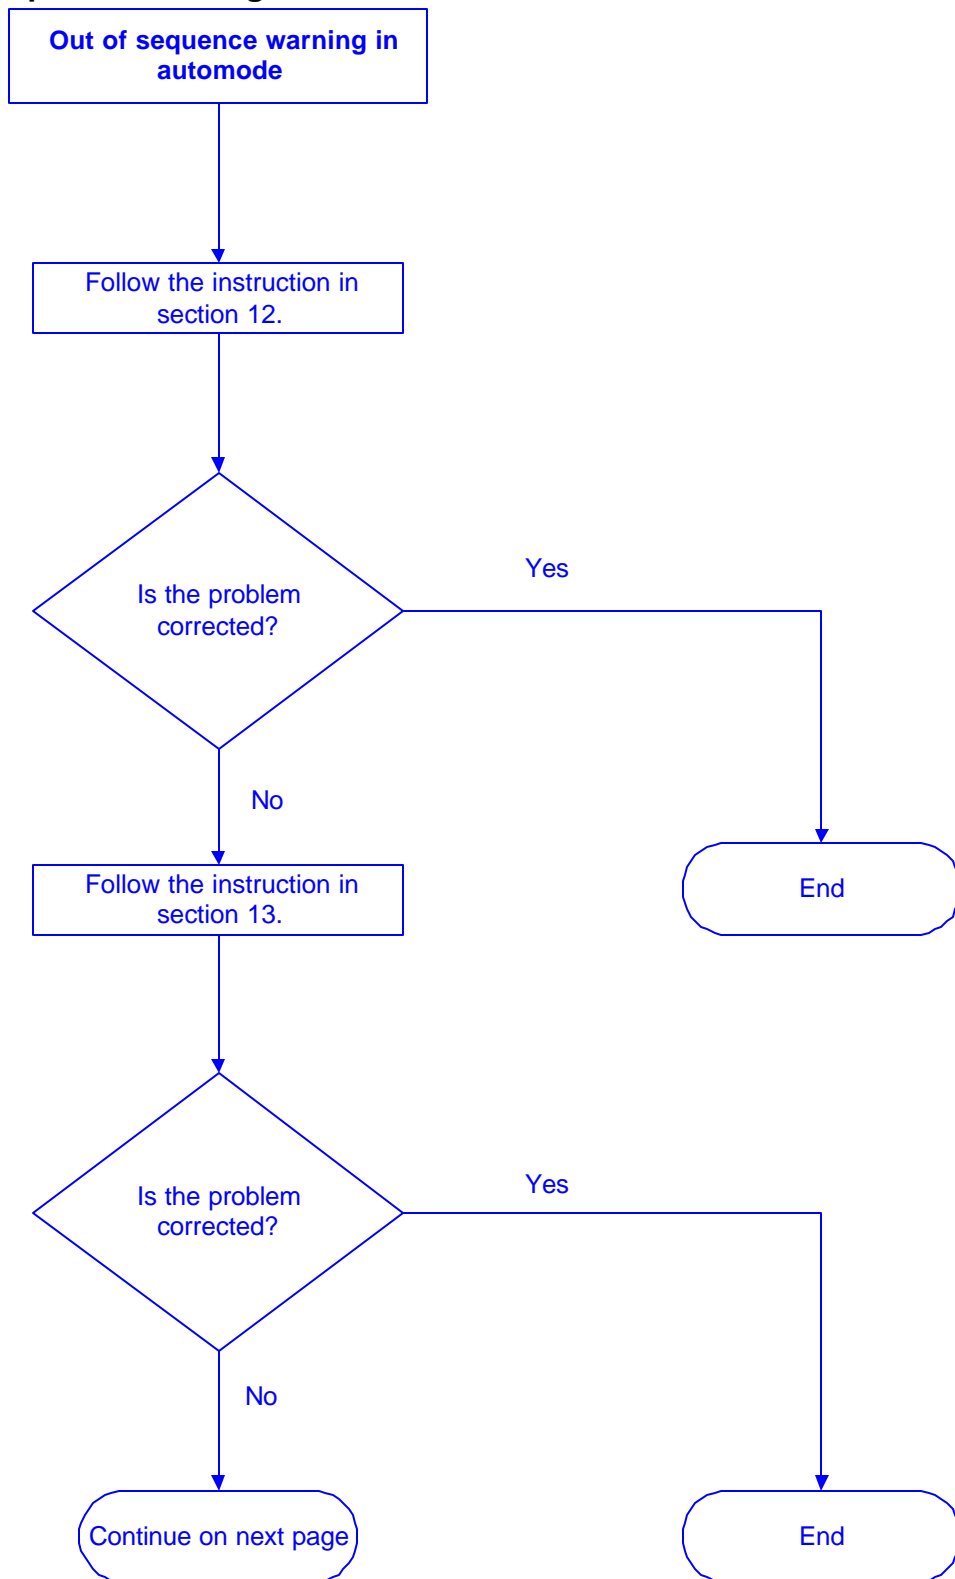 Out of sequence warning in
automode
Follow the instruction in
section 12.
Is the problem
corrected?
Yes
No
Follow the instruction in
section 13.
End
Is the problem
corrected?
Yes
No
Continue on next page
End